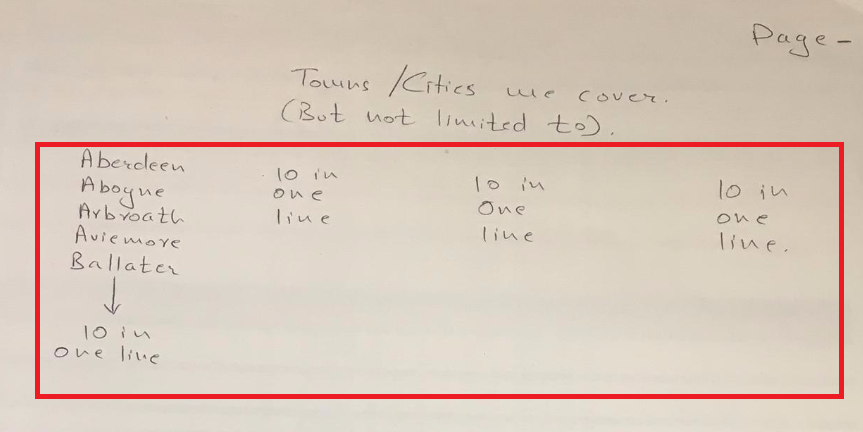 Page -
Towns / Cities we cover.
(But not limited to).
Aberdeen
Aboyne
Arbroath
Aviemore
Ballater
10 in
one line
10 in
one
line
10 in
One
line
10 in
one
line.